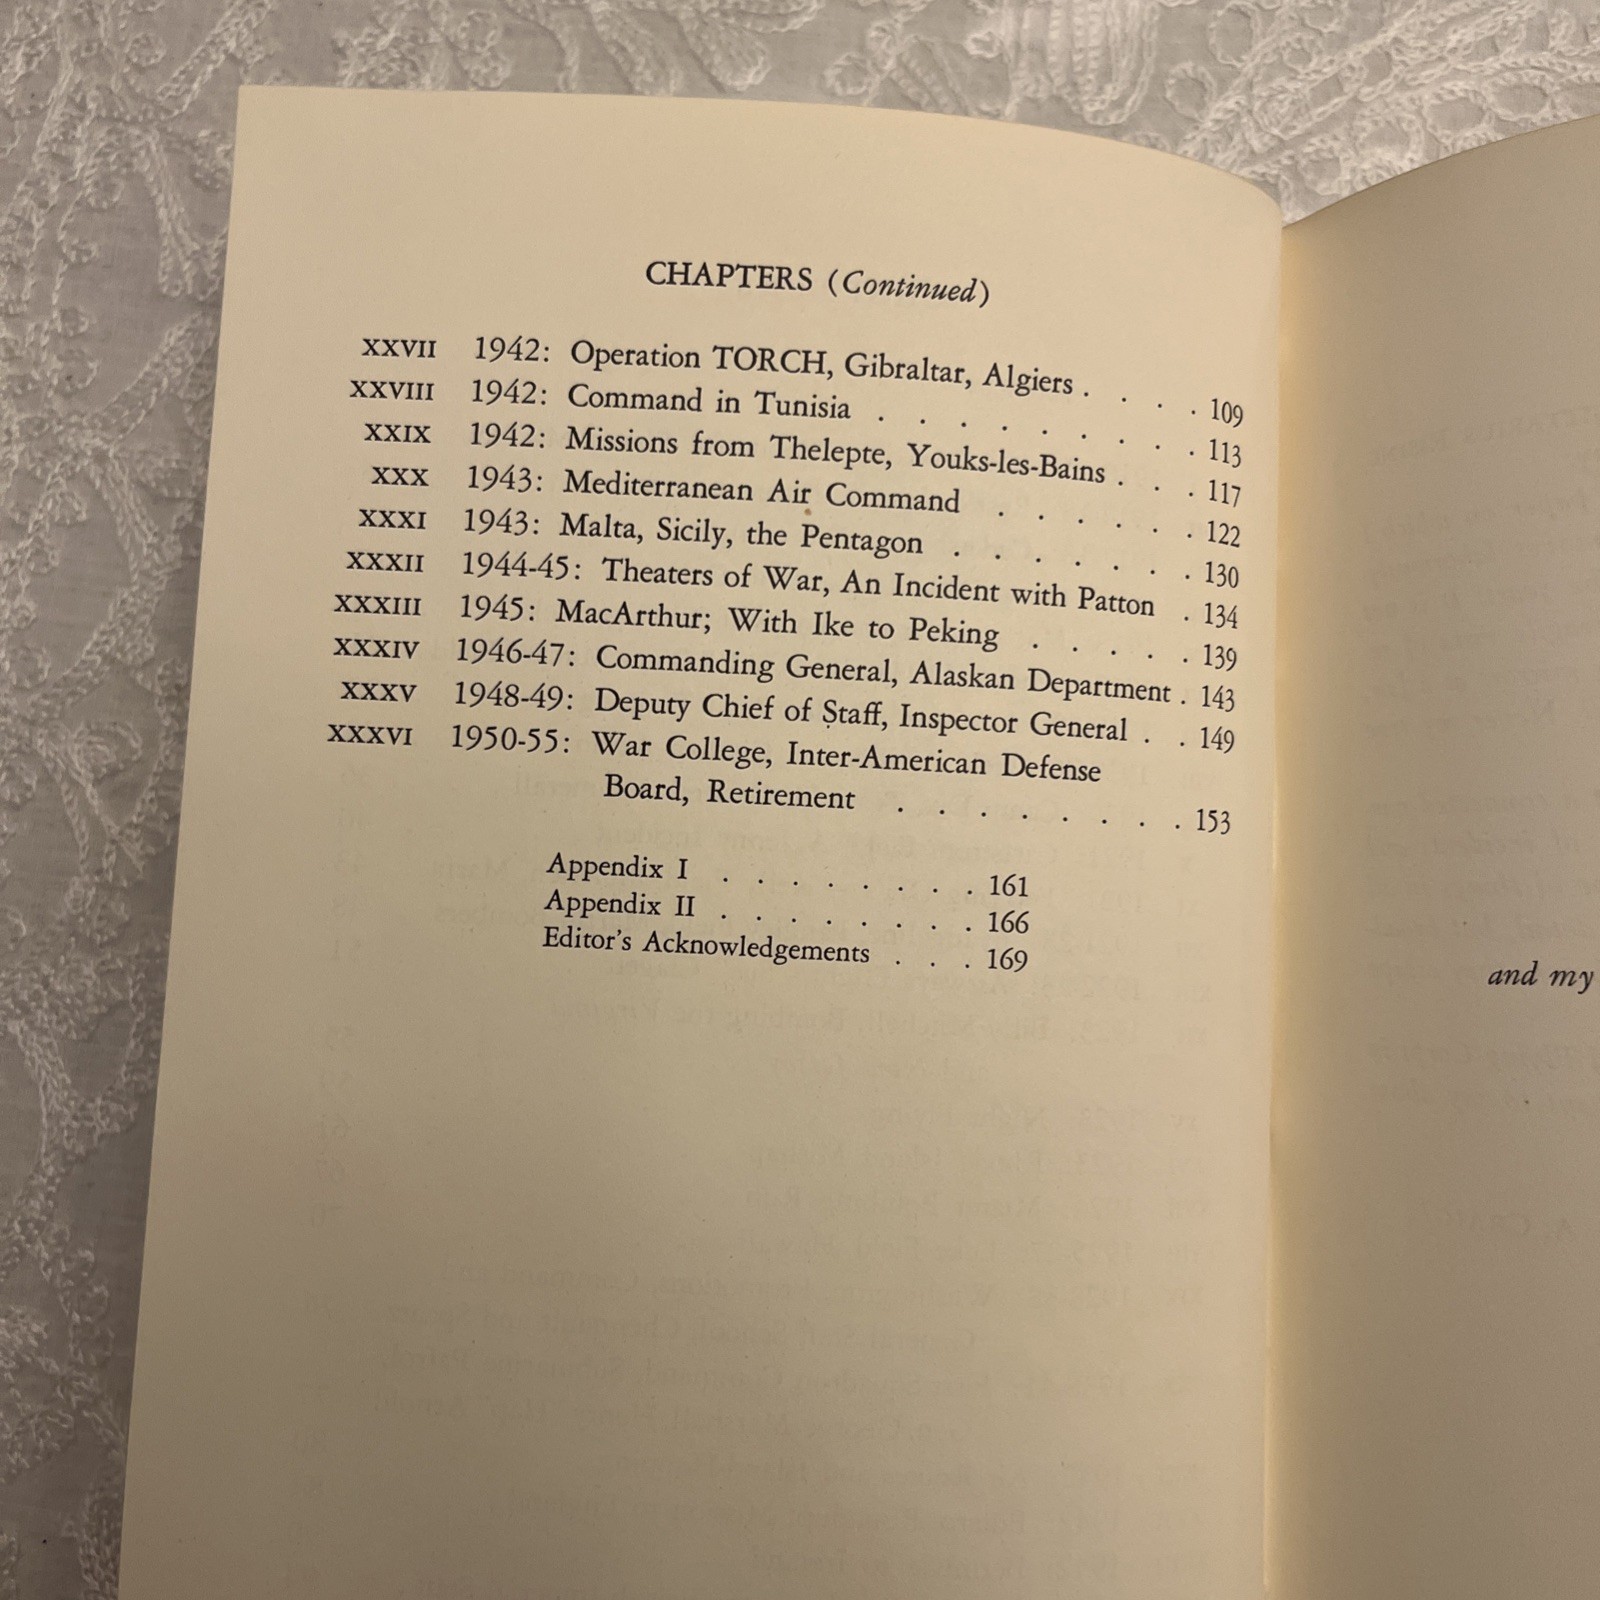 CHAPTERS (Continued)
XXVII 1942: Operation TORCH, Gibraltar, Algiers . . . . 109
XXVIII 1942: Command in Tunisia . . . . . . . . . 113
XXIX 1942: Missions from Thelepte, Youks-les-Bains . . . 117
XXX 1943: Mediterranean Air Command . . . . . . 122
XXXI 1943: Malta, Sicily, the Pentagon . . . . . . . 130
XXXII 1944-45: Theaters of War, An Incident with Patton . 134
XXXIII 1945: MacArthur; With Ike to Peking . . . . . 139
XXXIV 1946-47: Commanding General, Alaskan Department . 143
XXXV 1948-49: Deputy Chief of Staff, Inspector General . . 149
XXXVI 1950-55: War College, Inter-American Defense
Board, Retirement . . . . . . . . 153
Appendix I . . . . . . . . 161
Appendix II . . . . . . . . 166
Editor's Acknowledgements . . . 169
and my